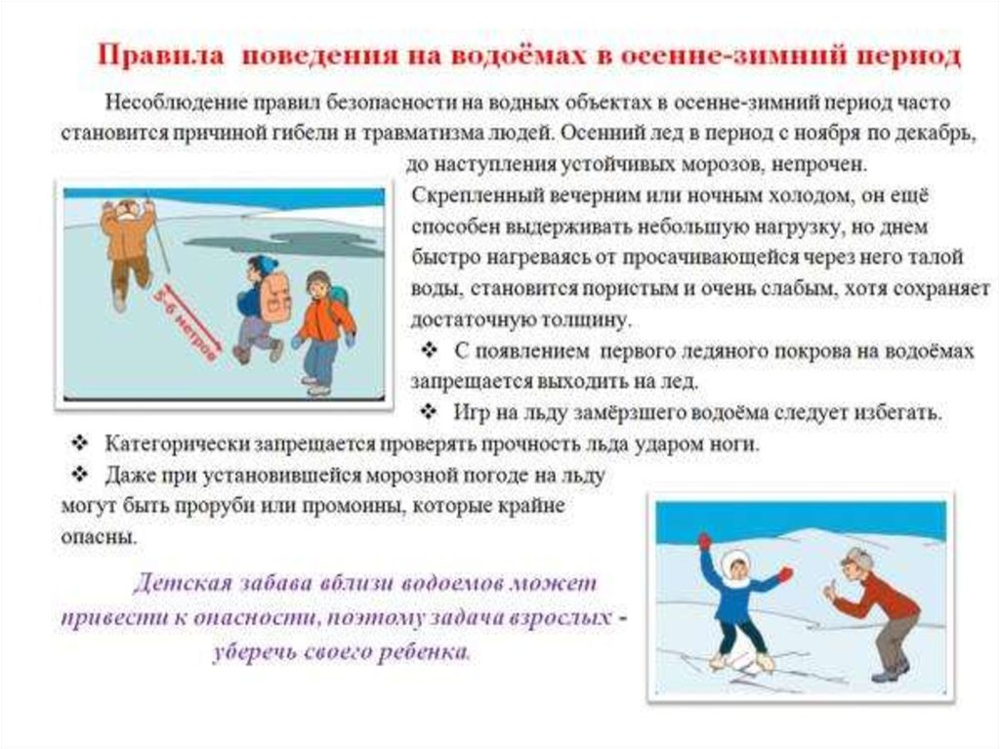 Правила поведения на водоёмах в осенне-зимний период
Несоблюдение правил безопасности на водных объектах в осенне-зимний период часто
становится причиной гибели и травматизма людей. Осенний лед в период с ноября по декабрь,
до наступления устойчивых морозов, непрочен.
Скрепленный вечерним или ночным холодом, он ещё
способен выдерживать небольшую нагрузку, но днем
быстро нагреваясь от просачивающейся через него талой
воды, становится пористым и очень слабым, хотя сохраняет
достаточную толщину.
5-6 метров
❖ С появлением первого ледяного покрова на водоёмах
запрещается выходить на лед.
❖ Игр на льду замёрзшего водоёма следует избегать.
❖ Категорически запрещается проверять прочность льда ударом ноги.
❖ Даже при установившейся морозной погоде на льду
могут быть проруби или промоины, которые крайне
опасны.
Детская забава вблизи водоемов может
привести к опасности, поэтому задача взрослых -
уберечь своего ребенка.